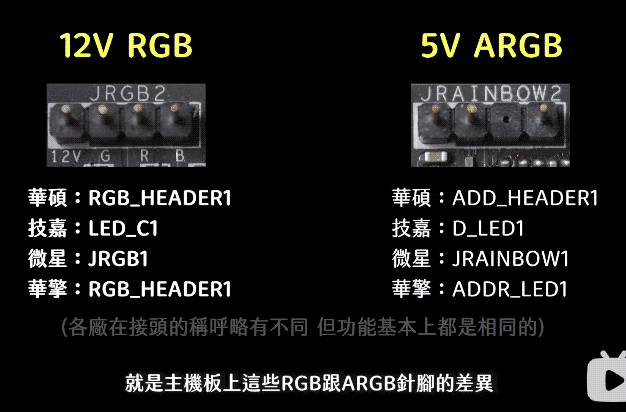 12V RGB
5V ARGB
JRGB2
12V G R B
JRAINBOW2
華碩：RGB_HEADER1
技嘉：LED_C1
微星：JRGB1
華擎：RGB_HEADER1
華碩：ADD_HEADER1
技嘉：D_LED1
微星：JRAINBOW1
華擎：ADDR_LED1
(各廠在接頭的稱呼略有不同 但功能基本上都是相同的)
就是主機板上這些RGB跟ARGB針腳的差異